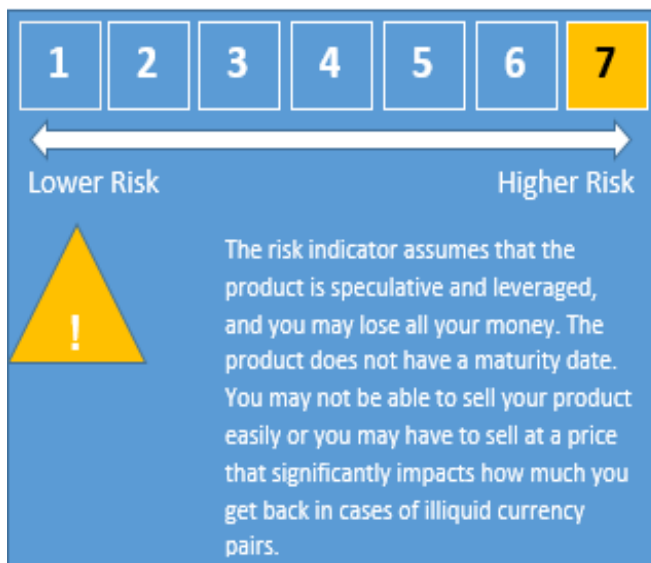 1 2 3 4 5 6 7
Lower Risk Higher Risk
!
The risk indicator assumes that the
product is speculative and leveraged,
and you may lose all your money. The
product does not have a maturity date.
You may not be able to sell your product
easily or you may have to sell at a price
that significantly impacts how much you
get back in cases of illiquid currency
pairs.